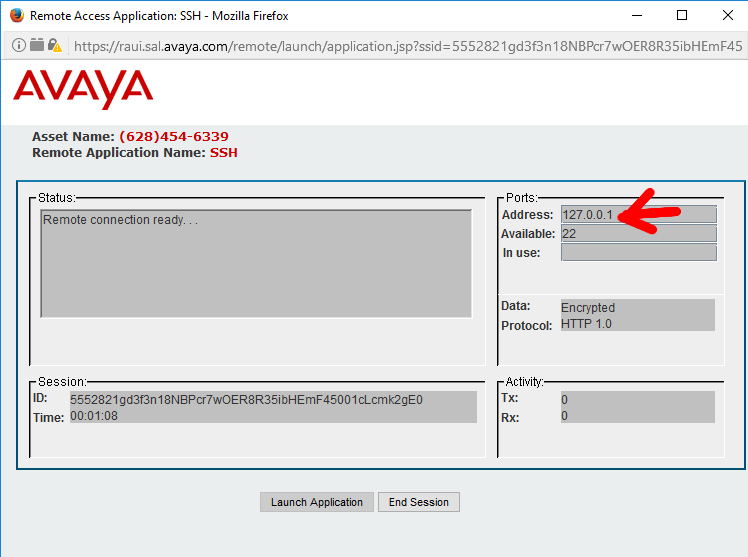 Remote Access Application: SSH - Mozilla Firefox
https://raui.sal.avaya.com/remote/launch/application.jsp?ssid=5552821gd3f3n18NBPcr7wOER8R35ibHEmF45
AVAYA
Asset Name: (628)454-6339
Remote Application Name: SSH
Status:
Remote connection ready. . .
Ports:
Address: 127.0.0.1
Available: 22
In use:
Data: Encrypted
Protocol: HTTP 1.0
Session:
ID: 5552821gd3f3n18NBPcr7wOER8R35ibHEmF45001cLcmk2gE0
Time: 00:01:08
Activity:
Tx: 0
Rx: 0
Launch Application
End Session